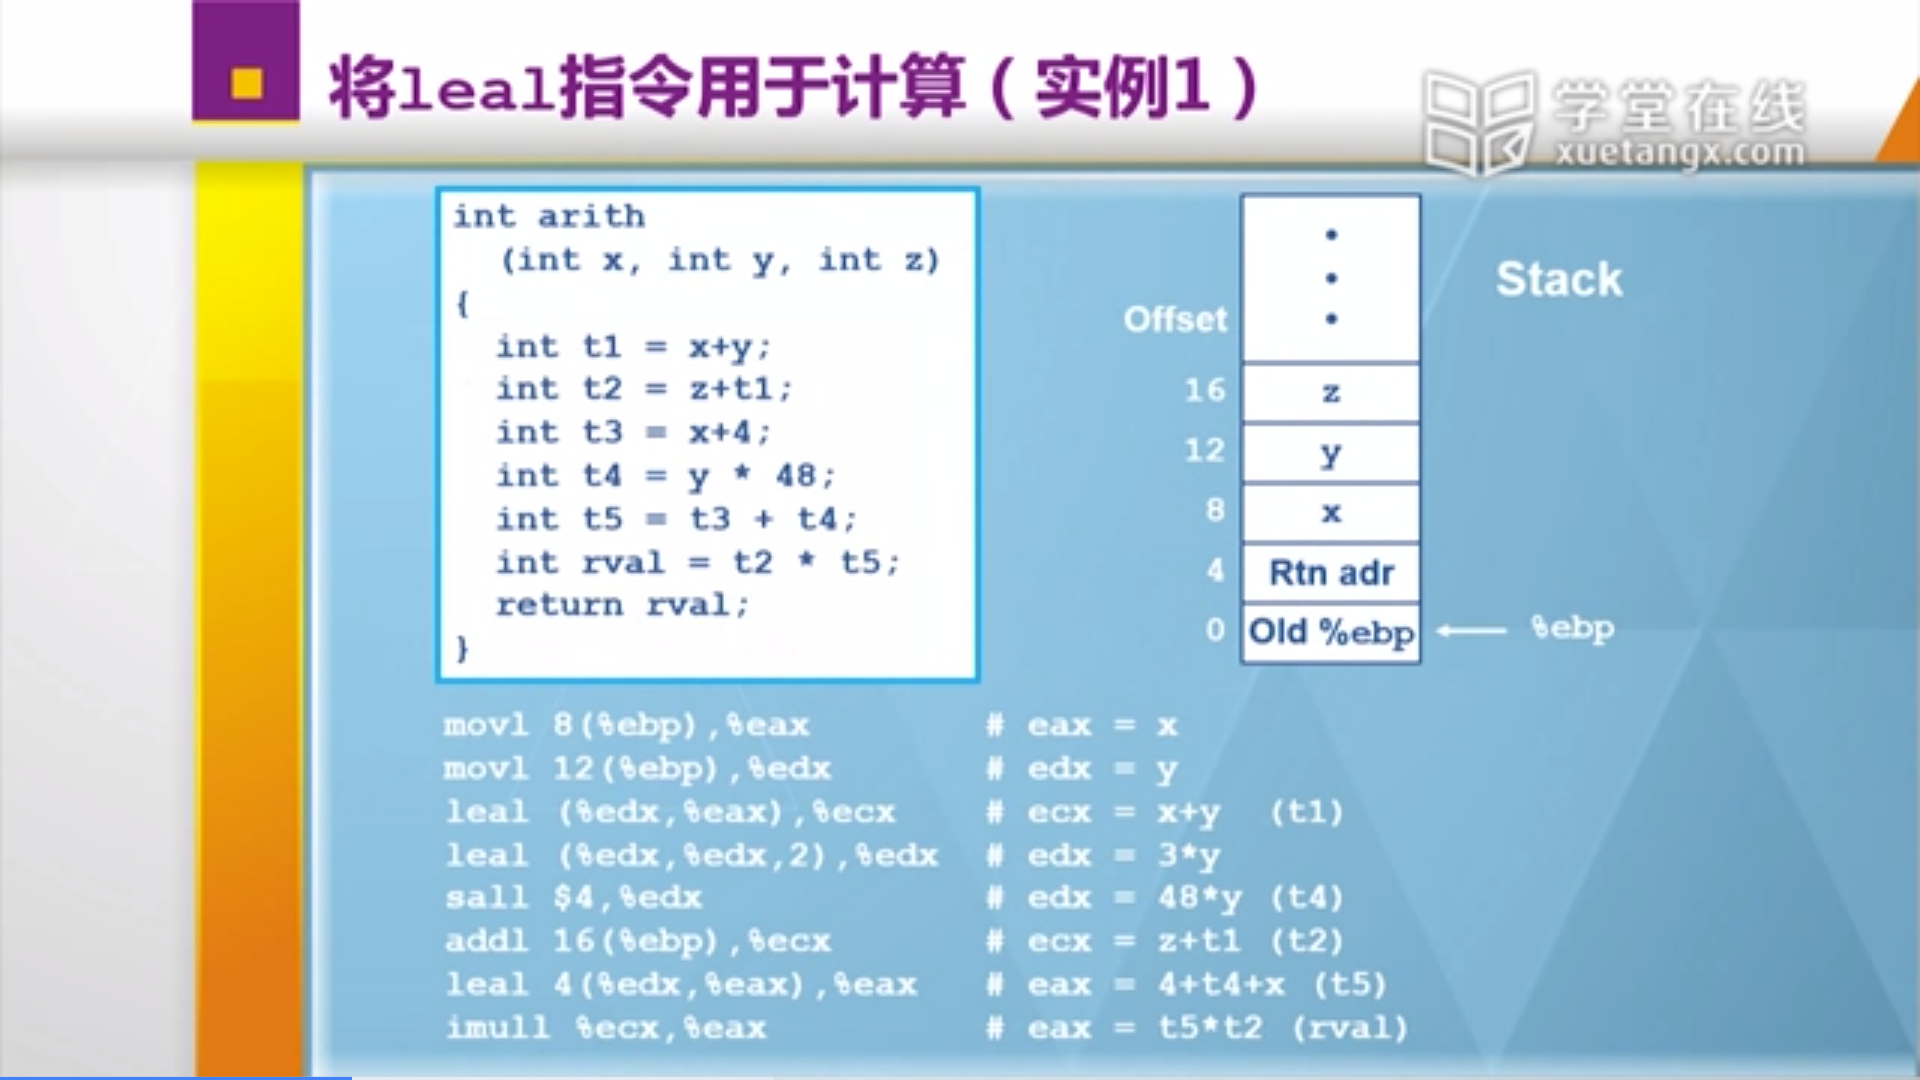 将leal指令用于计算（实例1）
学堂在线
xuetangx.com
int arith
(int x, int y, int z)
{
int t1 = x+y;
int t2 = z+t1;
int t3 = x+4;
int t4 = y * 48;
int t5 = t3 + t4;
int rval = t2 * t5;
return rval;
}
Stack
Offset
16 z
12 y
8 x
4 Rtn adr
0 Old %ebp %ebp
movl 8(%ebp),%eax # eax = x
movl 12(%ebp),%edx # edx = y
leal (%edx,%eax),%ecx # ecx = x+y (t1)
leal (%edx,%edx,2),%edx # edx = 3*y
sall $4,%edx # edx = 48*y (t4)
addl 16(%ebp),%ecx # ecx = z+t1 (t2)
leal 4(%edx,%eax),%eax # eax = 4+t4+x (t5)
imull %ecx,%eax # eax = t5*t2 (rval)